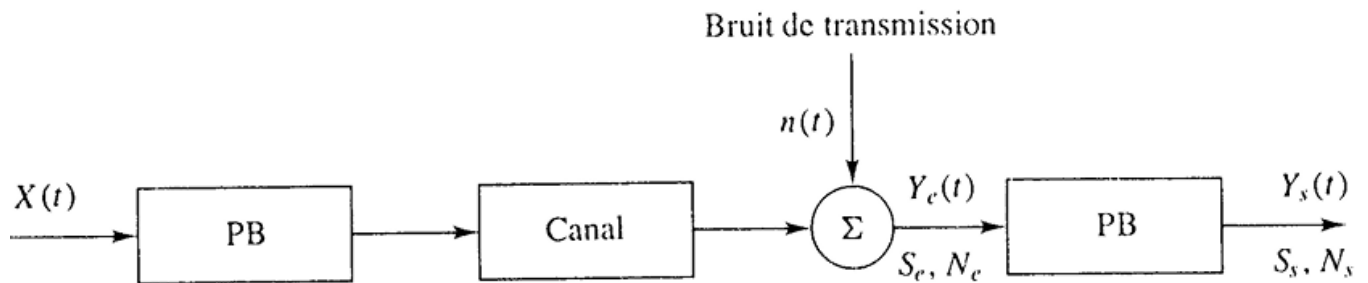 Bruit de transmission
n(t)
X(t)
PB
Canal
Σ
Y_e(t)
S_e, N_e
PB
Y_s(t)
S_s, N_s